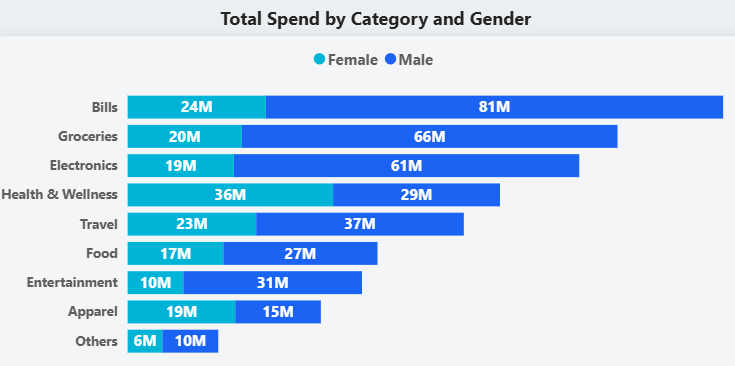 Total Spend by Category and Gender
Female Male
Bills 24M 81M
Groceries 20M 66M
Electronics 19M 61M
Health & Wellness 36M 29M
Travel 23M 37M
Food 17M 27M
Entertainment 10M 31M
Apparel 19M 15M
Others 6M 10M